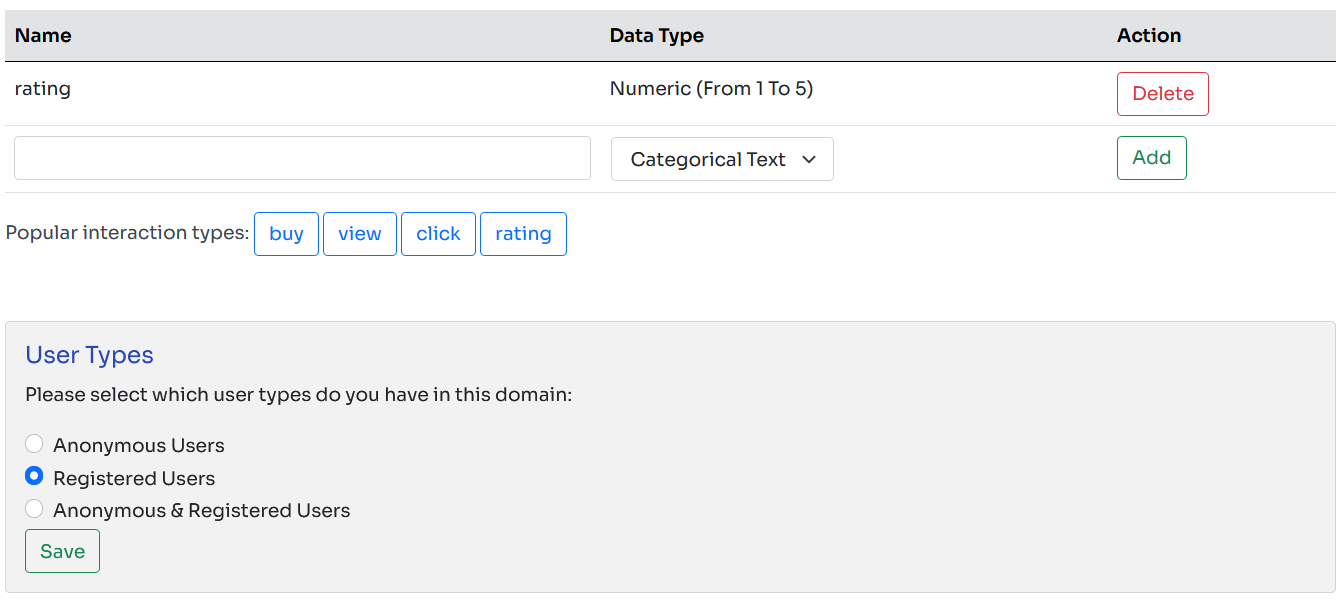 Name Data Type Action
rating Numeric (From 1 To 5) Delete
Categorical Text Add
Popular interaction types: buy view click rating
User Types
Please select which user types do you have in this domain:
Anonymous Users
Registered Users
Anonymous & Registered Users
Save